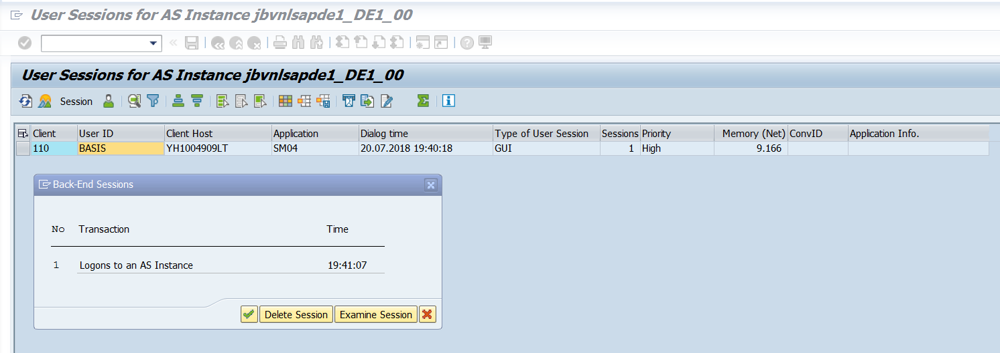 User Sessions for AS Instance jbvnlsapde1_DE1_00
User Sessions for AS Instance jbvnlsapde1_DE1_00
Session
Client User ID Client Host Application Dialog time Type of User Session Sessions Priority Memory (Net) ConvID Application Info.
110 BASIS YH1004909LT SM04 20.07.2018 19:40:18 GUI 1 High 9.166
Back-End Sessions
No Transaction Time
1 Logons to an AS Instance 19:41:07
Delete Session Examine Session